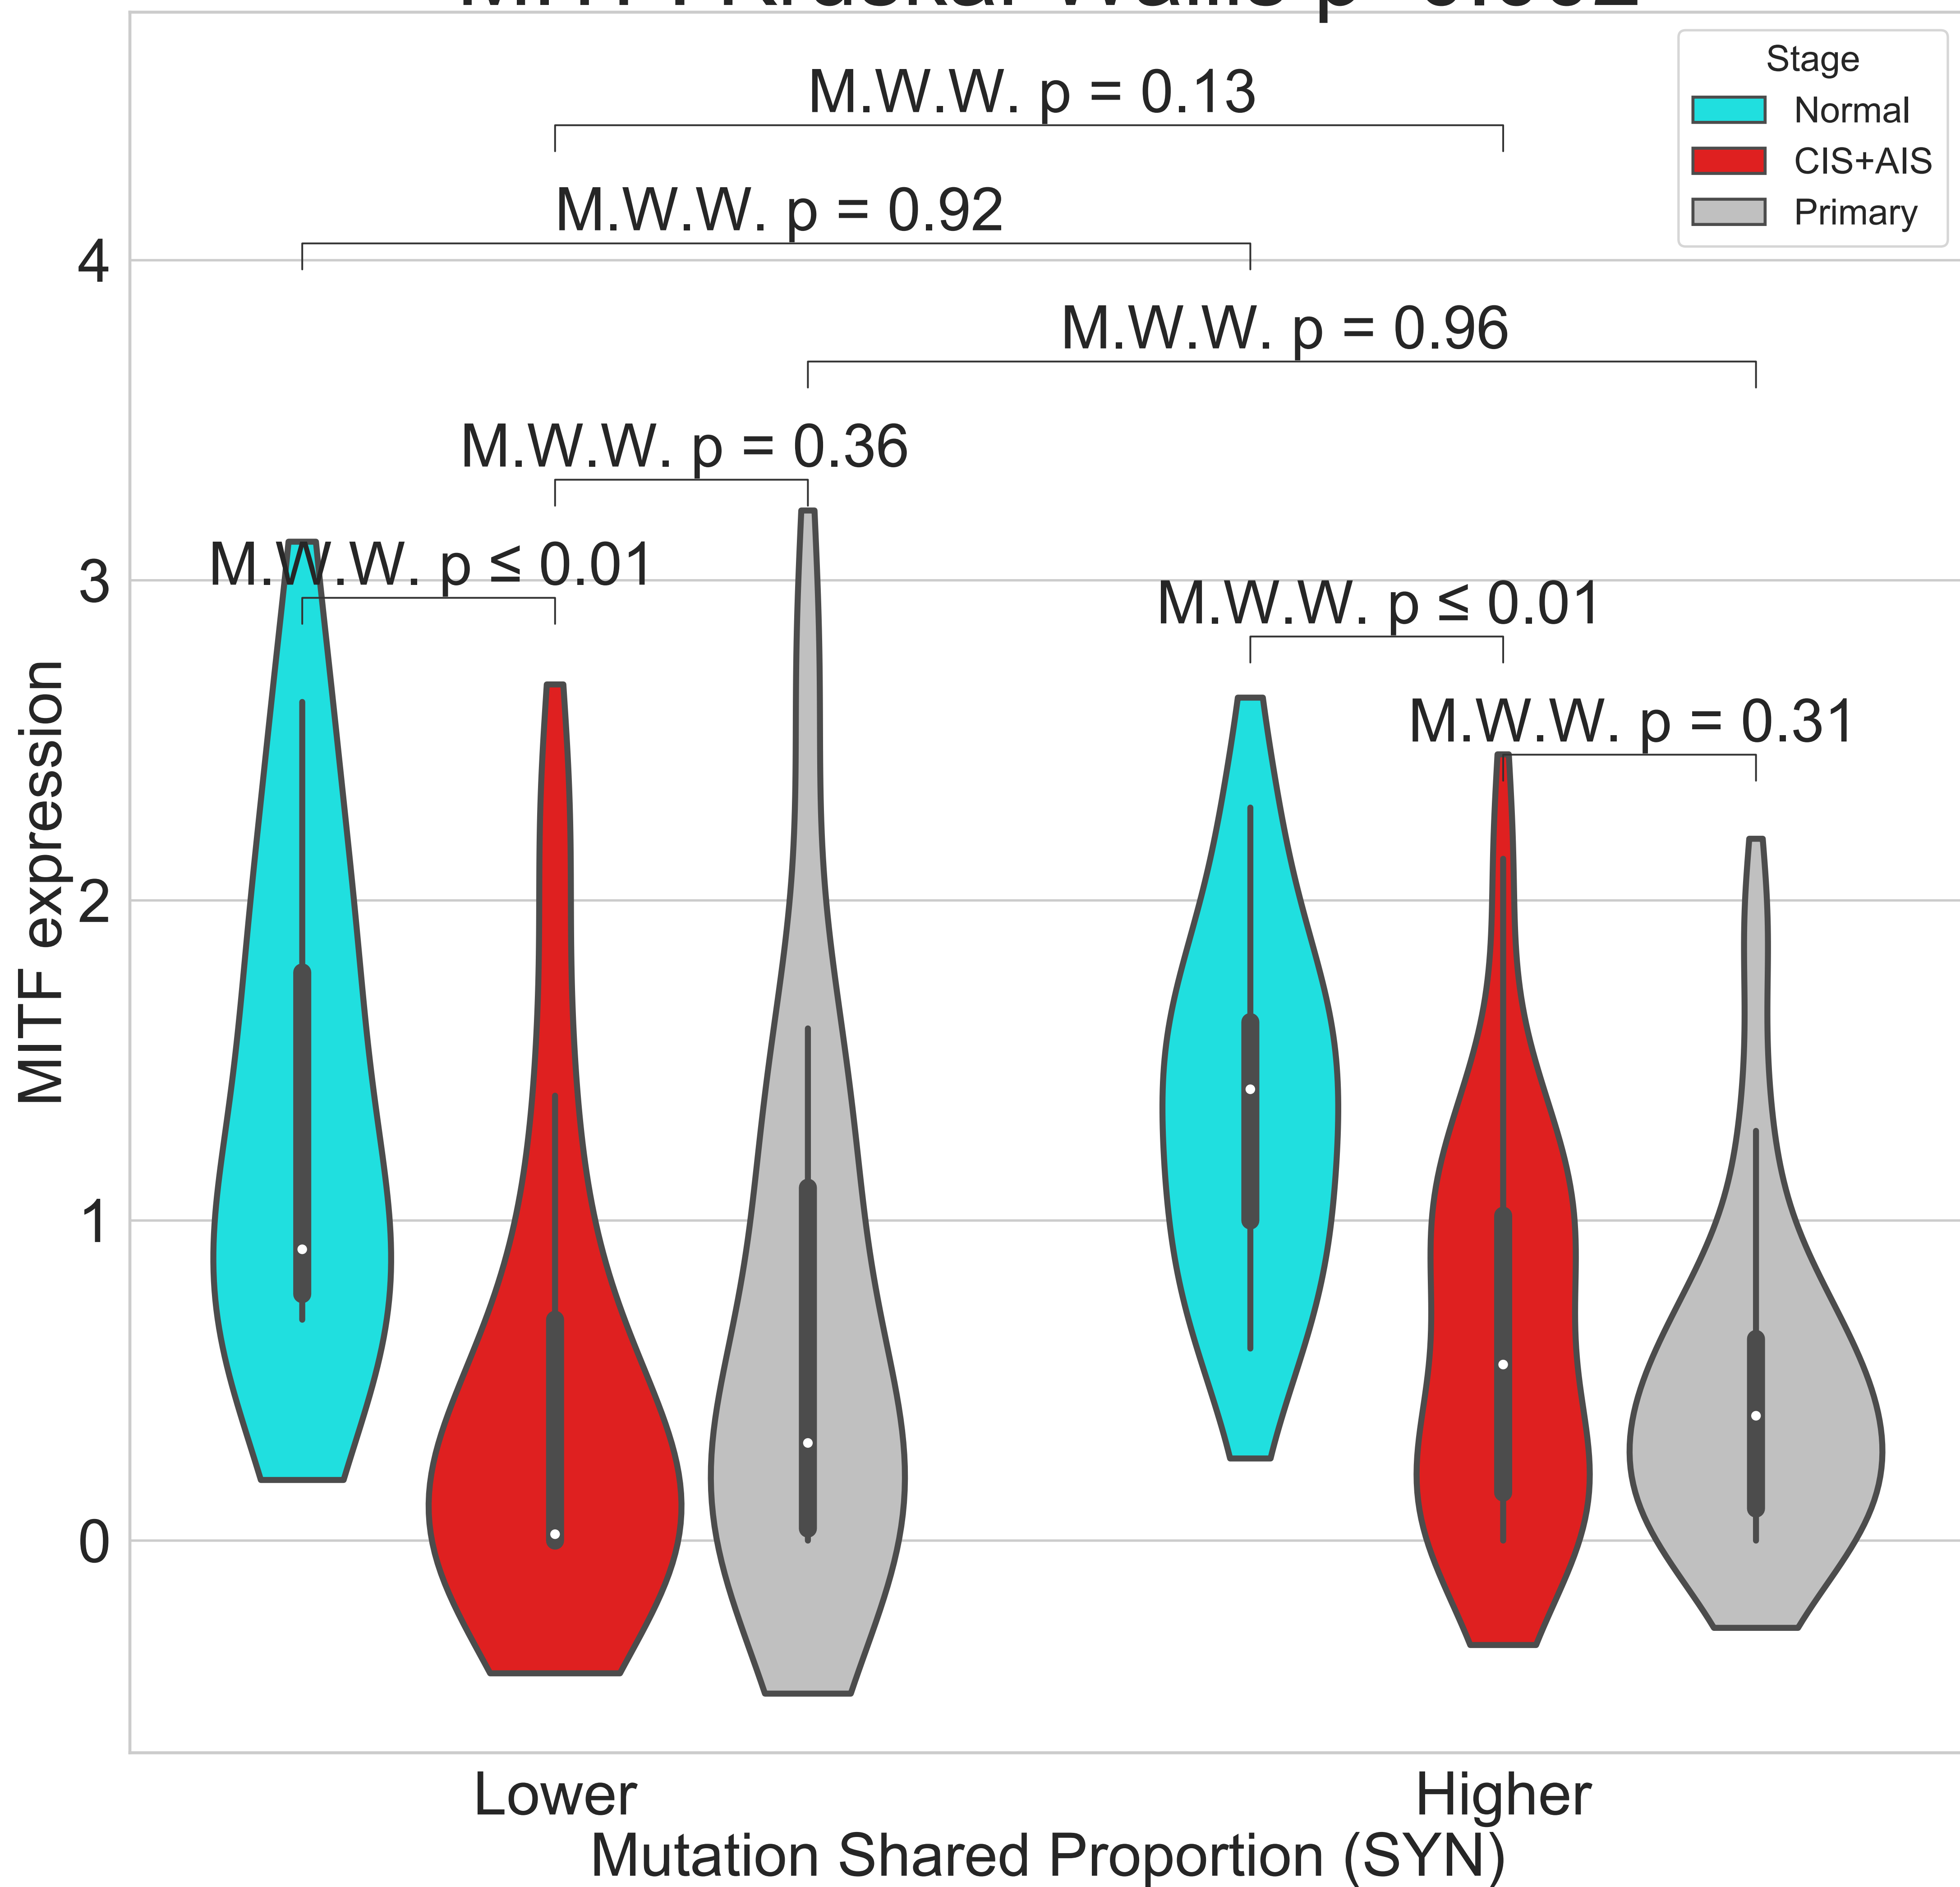 Stage
Normal
CIS+AIS
Primary
M.W.W. p = 0.13
M.W.W. p = 0.92
M.W.W. p = 0.96
M.W.W. p = 0.36
M.W.W. p ≤ 0.01
M.W.W. p ≤ 0.01
M.W.W. p = 0.31
MITF expression
4
3
2
1
0
Lower
Higher
Mutation Shared Proportion (SYN)